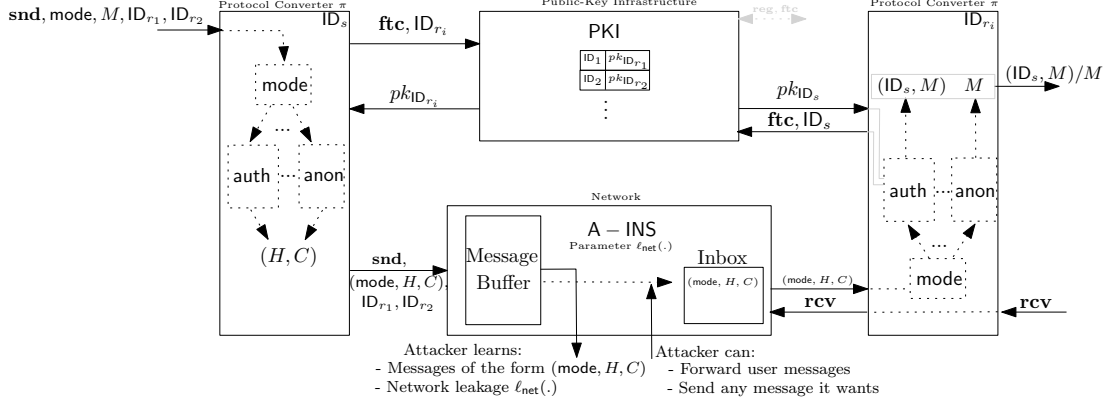 Protocol Converter π
Public-Key Infrastructure
Protocol Converter π
snd, mode, M, ID_{r_1}, ID_{r_2}
ID_s
ftc, ID_{r_i}
PKI
reg, ftc
ID_{r_i}
ID_1 pk_{ID_{r_1}}
ID_2 pk_{ID_{r_2}}
⋮
mode
pk_{ID_{r_i}}
pk_{ID_s}
(ID_s, M) M
(ID_s, M)/M
ftc, ID_s
...
auth ... anon
auth ... anon
Network
(H, C)
A − INS
Parameter ℓ_{net}(.)
Message
Buffer
Inbox
(mode, H, C)
snd,
(mode, H, C),
ID_{r_1}, ID_{r_2}
(mode, H, C)
...
mode
rcv
rcv
Attacker learns:
- Messages of the form (mode, H, C)
- Network leakage ℓ_{net}(.)
Attacker can:
- Forward user messages
- Send any message it wants